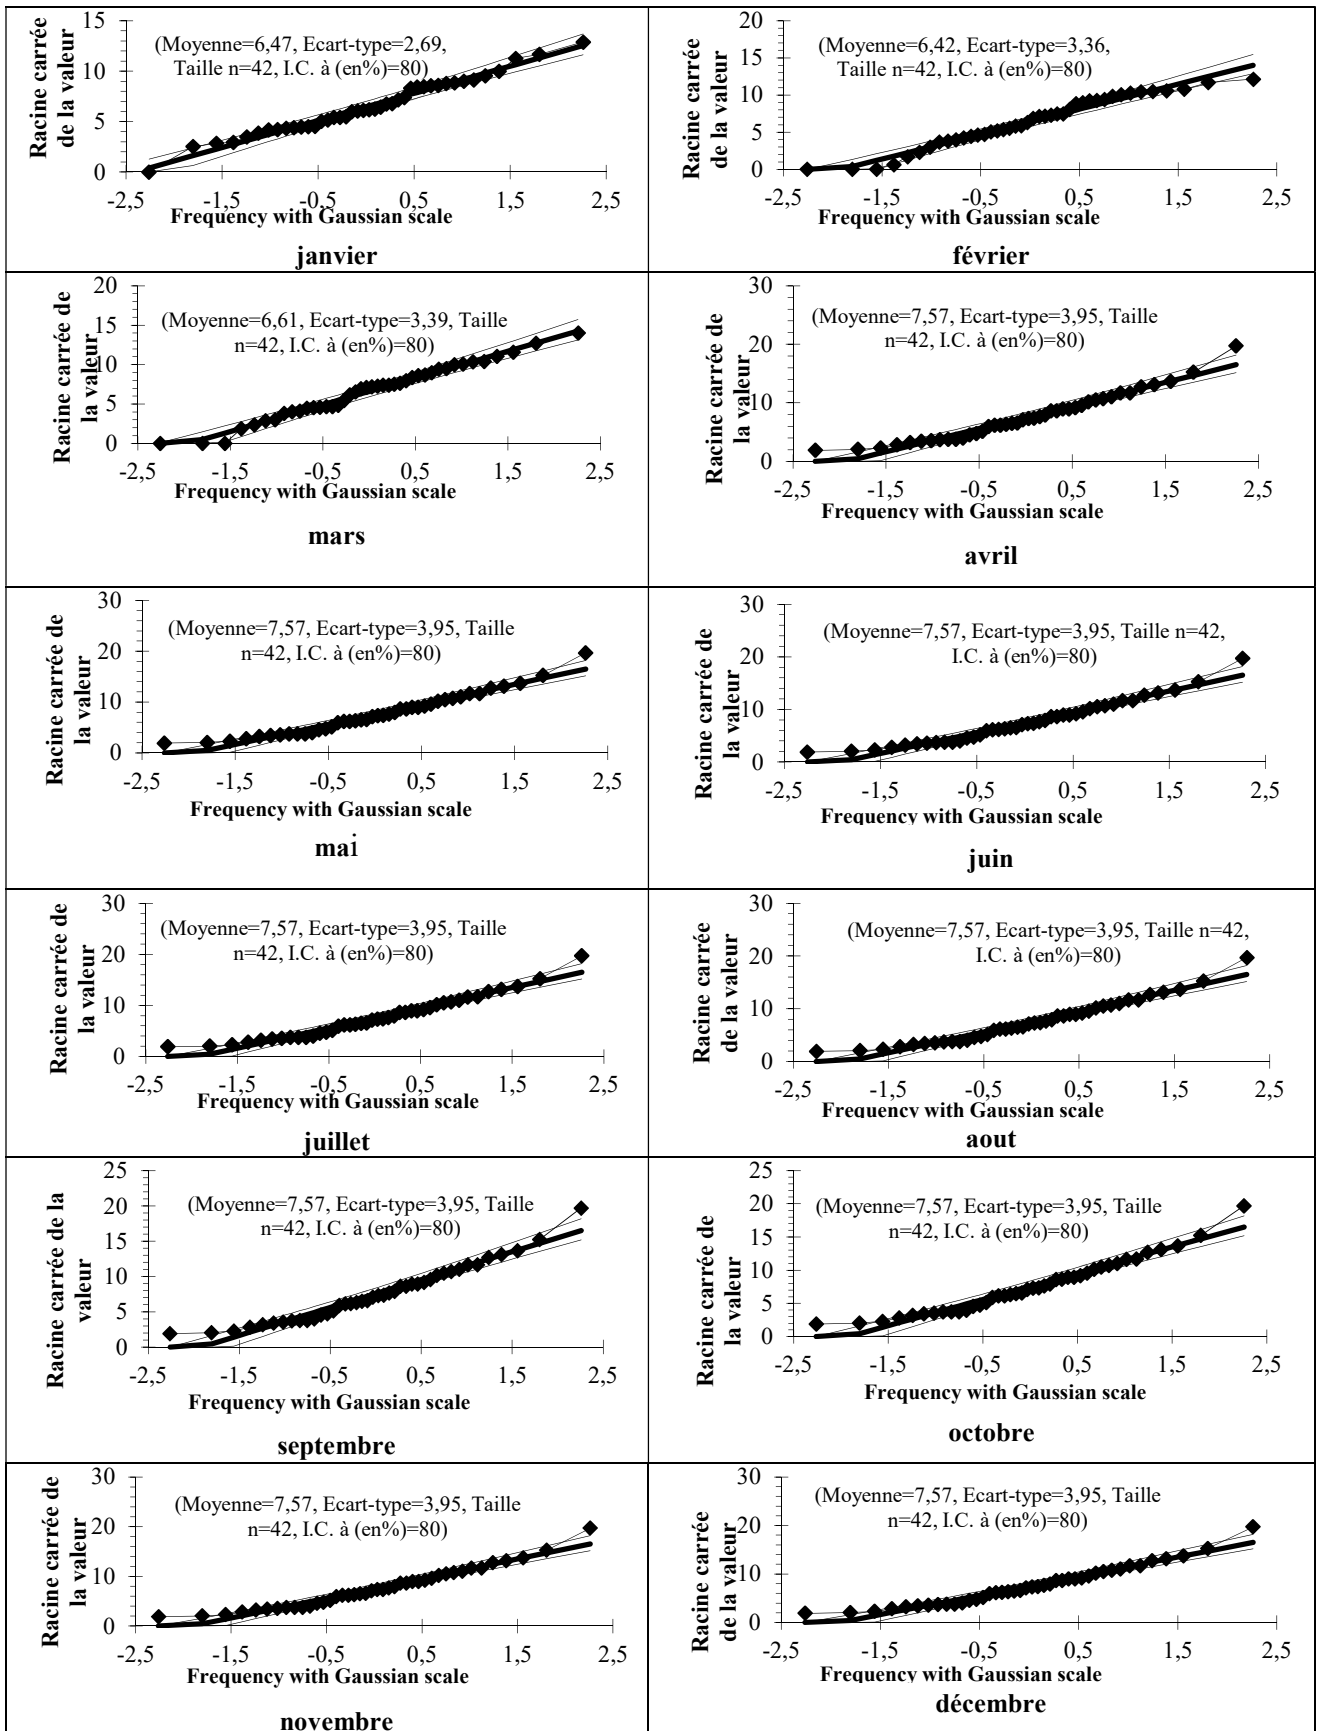 Racine carrée
de la valeur
15
10
5
0
(Moyenne=6,47, Ecart-type=2,69,
Taille n=42, I.C. à (en%)=80)
-2,5 -1,5 -0,5 0,5 1,5 2,5
Frequency with Gaussian scale
janvier
Racine carrée
de la valeur
20
15
10
5
0
(Moyenne=6,42, Ecart-type=3,36,
Taille n=42, I.C. à (en%)=80)
-2,5 -1,5 -0,5 0,5 1,5 2,5
Frequency with Gaussian scale
février
Racine carrée de
la valeur
20
15
10
5
0
(Moyenne=6,61, Ecart-type=3,39, Taille
n=42, I.C. à (en%)=80)
-2,5 -1,5 -0,5 0,5 1,5 2,5
Frequency with Gaussian scale
mars
Racine carrée de
la valeur
30
20
10
0
(Moyenne=7,57, Ecart-type=3,95, Taille
n=42, I.C. à (en%)=80)
-2,5 -1,5 -0,5 0,5 1,5 2,5
Frequency with Gaussian scale
avril
Racine carrée de
la valeur
30
20
10
0
(Moyenne=7,57, Ecart-type=3,95, Taille
n=42, I.C. à (en%)=80)
-2,5 -1,5 -0,5 0,5 1,5 2,5
Frequency with Gaussian scale
mai
Racine carrée de
la valeur
30
20
10
0
(Moyenne=7,57, Ecart-type=3,95, Taille n=42,
I.C. à (en%)=80)
-2,5 -1,5 -0,5 0,5 1,5 2,5
Frequency with Gaussian scale
juin
Racine carrée de
la valeur
30
20
10
0
(Moyenne=7,57, Ecart-type=3,95, Taille
n=42, I.C. à (en%)=80)
-2,5 -1,5 -0,5 0,5 1,5 2,5
Frequency with Gaussian scale
juillet
Racine carrée
de la valeur
30
20
10
0
(Moyenne=7,57, Ecart-type=3,95, Taille n=42,
I.C. à (en%)=80)
-2,5 -1,5 -0,5 0,5 1,5 2,5
Frequency with Gaussian scale
aout
Racine carrée de la
valeur
25
20
15
10
5
0
(Moyenne=7,57, Ecart-type=3,95, Taille
n=42, I.C. à (en%)=80)
-2,5 -1,5 -0,5 0,5 1,5 2,5
Frequency with Gaussian scale
septembre
Racine carrée de
la valeur
25
20
15
10
5
0
(Moyenne=7,57, Ecart-type=3,95, Taille
n=42, I.C. à (en%)=80)
-2,5 -1,5 -0,5 0,5 1,5 2,5
Frequency with Gaussian scale
octobre
Racine carrée de
la valeur
30
20
10
0
(Moyenne=7,57, Ecart-type=3,95, Taille
n=42, I.C. à (en%)=80)
-2,5 -1,5 -0,5 0,5 1,5 2,5
Frequency with Gaussian scale
novembre
Racine carrée
de la valeur
30
20
10
0
(Moyenne=7,57, Ecart-type=3,95, Taille
n=42, I.C. à (en%)=80)
-2,5 -1,5 -0,5 0,5 1,5 2,5
Frequency with Gaussian scale
décembre